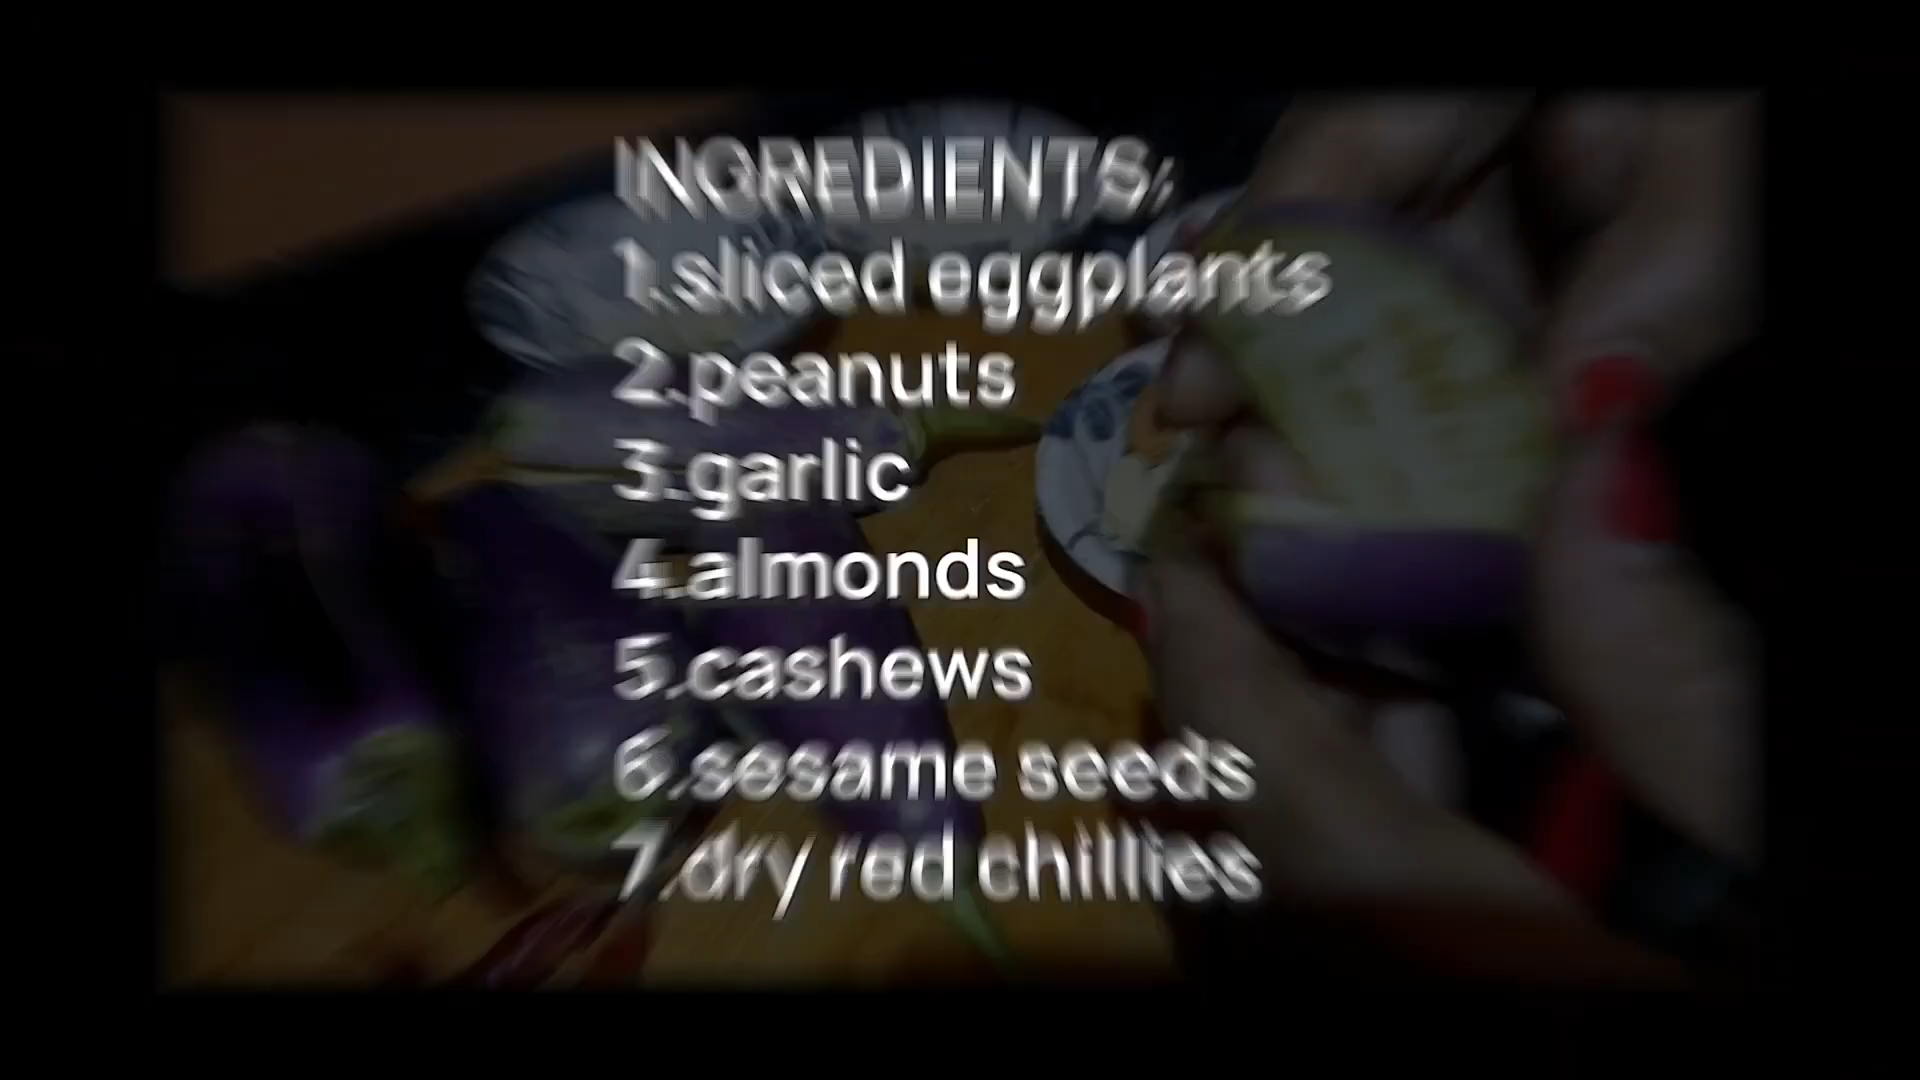 INGREDIENTS:
1.sliced eggplants
2.peanuts
3.garlic
4.almonds
5.cashews
6.sesame seeds
7.dry red chillies